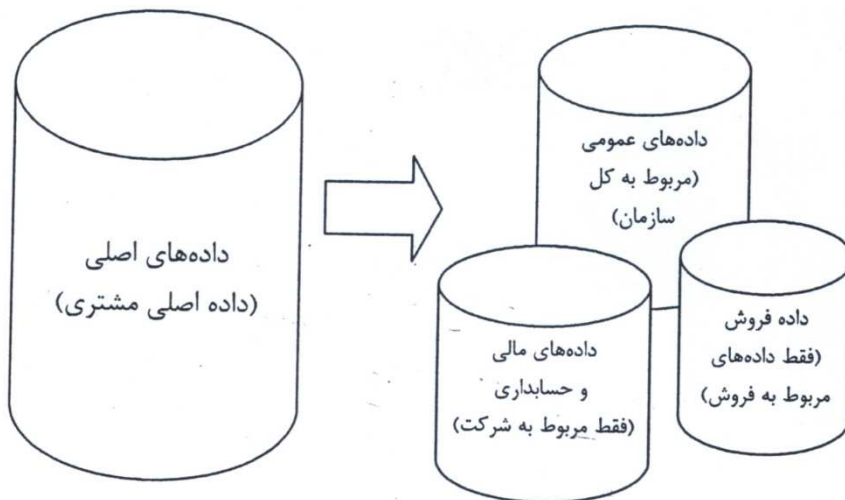 داده‌های اصلی
(داده اصلی مشتری)
داده‌های عمومی
(مربوط به کل
سازمان)
داده‌های مالی
و حسابداری
(فقط مربوط به شرکت)
داده فروش
(فقط داده‌های
مربوط به فروش)